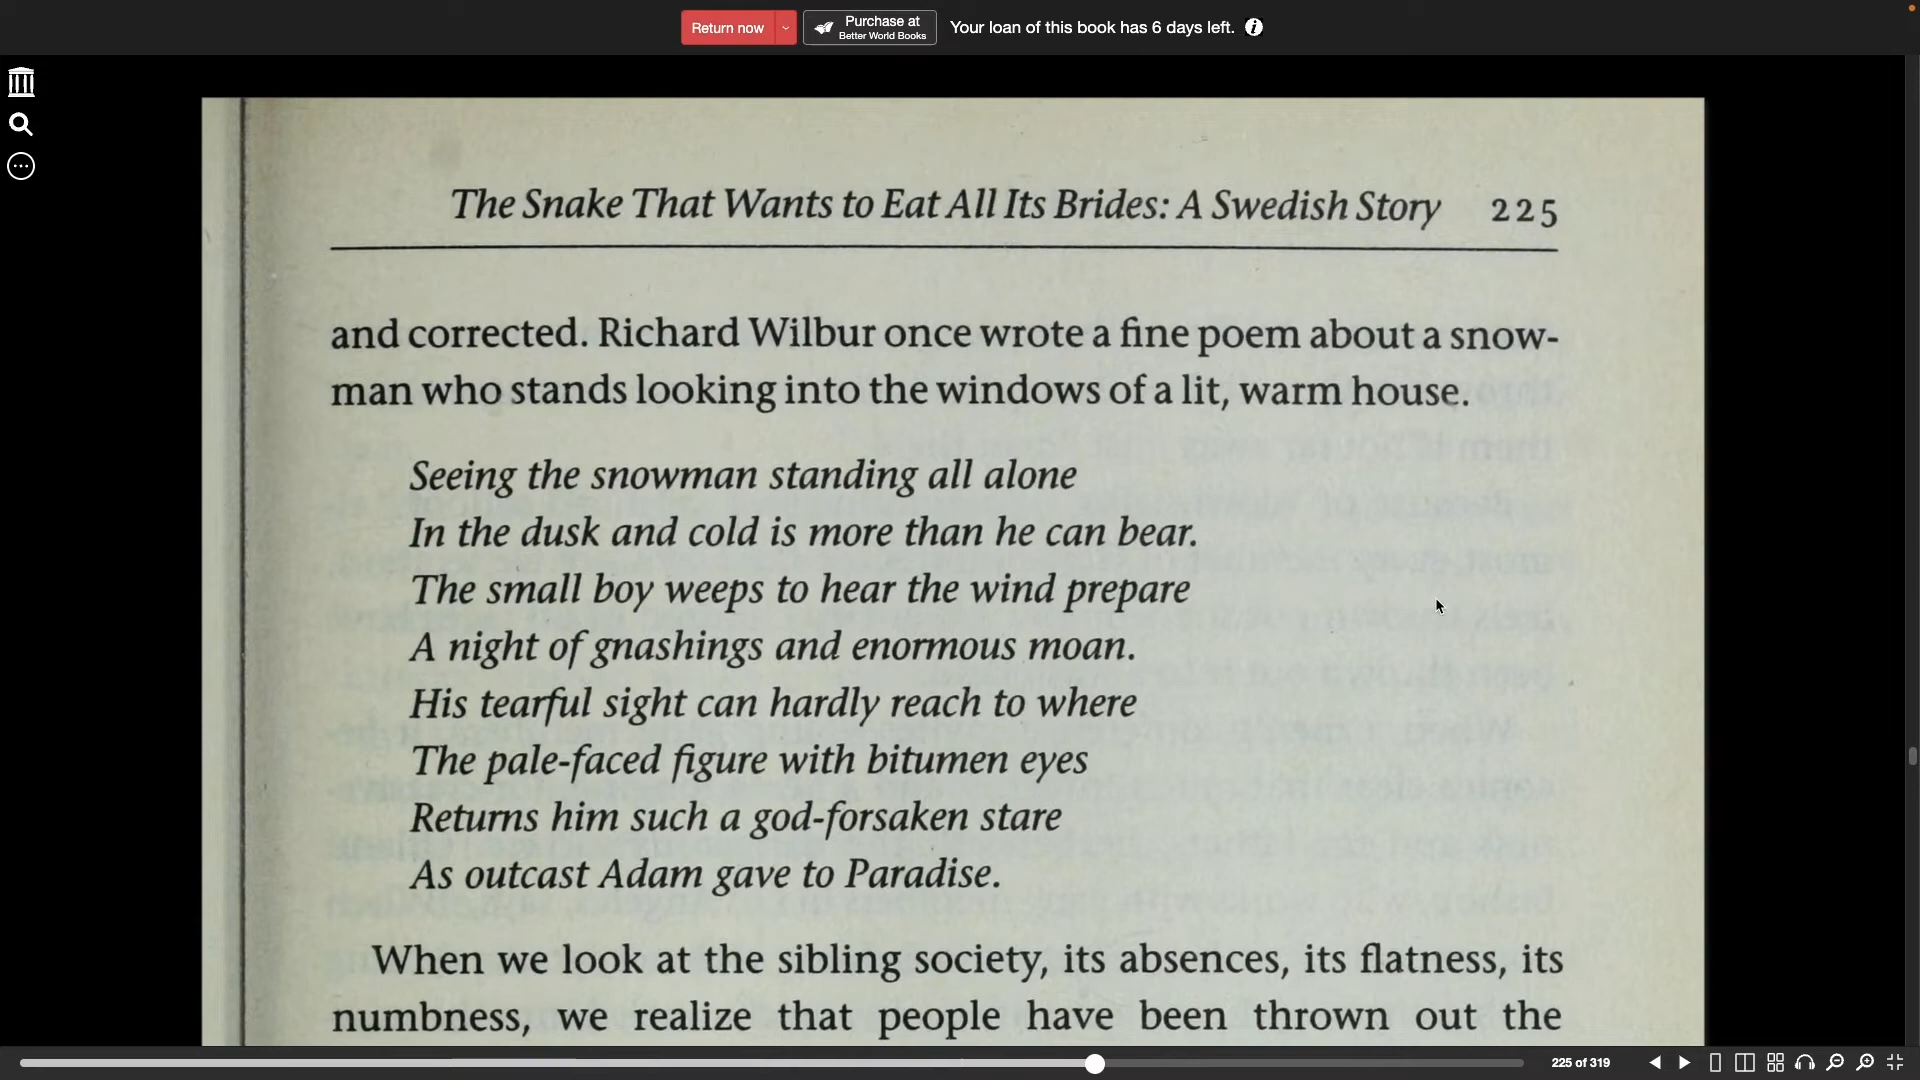 Return now
Purchase at
Better World Books
Your loan of this book has 6 days left.
The Snake That Wants to Eat All Its Brides: A Swedish Story 225
and corrected. Richard Wilbur once wrote a fine poem about a snow-
man who stands looking into the windows of a lit, warm house.
Seeing the snowman standing all alone
In the dusk and cold is more than he can bear.
The small boy weeps to hear the wind prepare
A night of gnashings and enormous moan.
His tearful sight can hardly reach to where
The pale-faced figure with bitumen eyes
Returns him such a god-forsaken stare
As outcast Adam gave to Paradise.
When we look at the sibling society, its absences, its flatness, its
numbness, we realize that people have been thrown out the
225 of 319